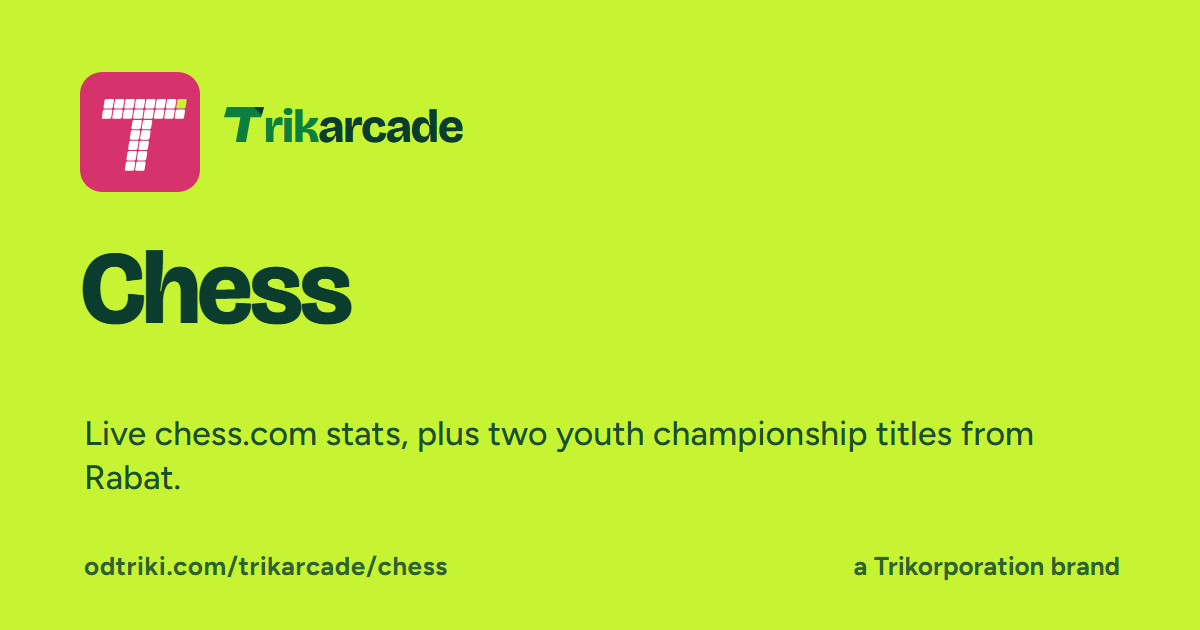 Trikarcade
Chess
Live chess.com stats, plus two youth championship titles from
Rabat.
odtriki.com/trikarcade/chess
a Trikorporation brand